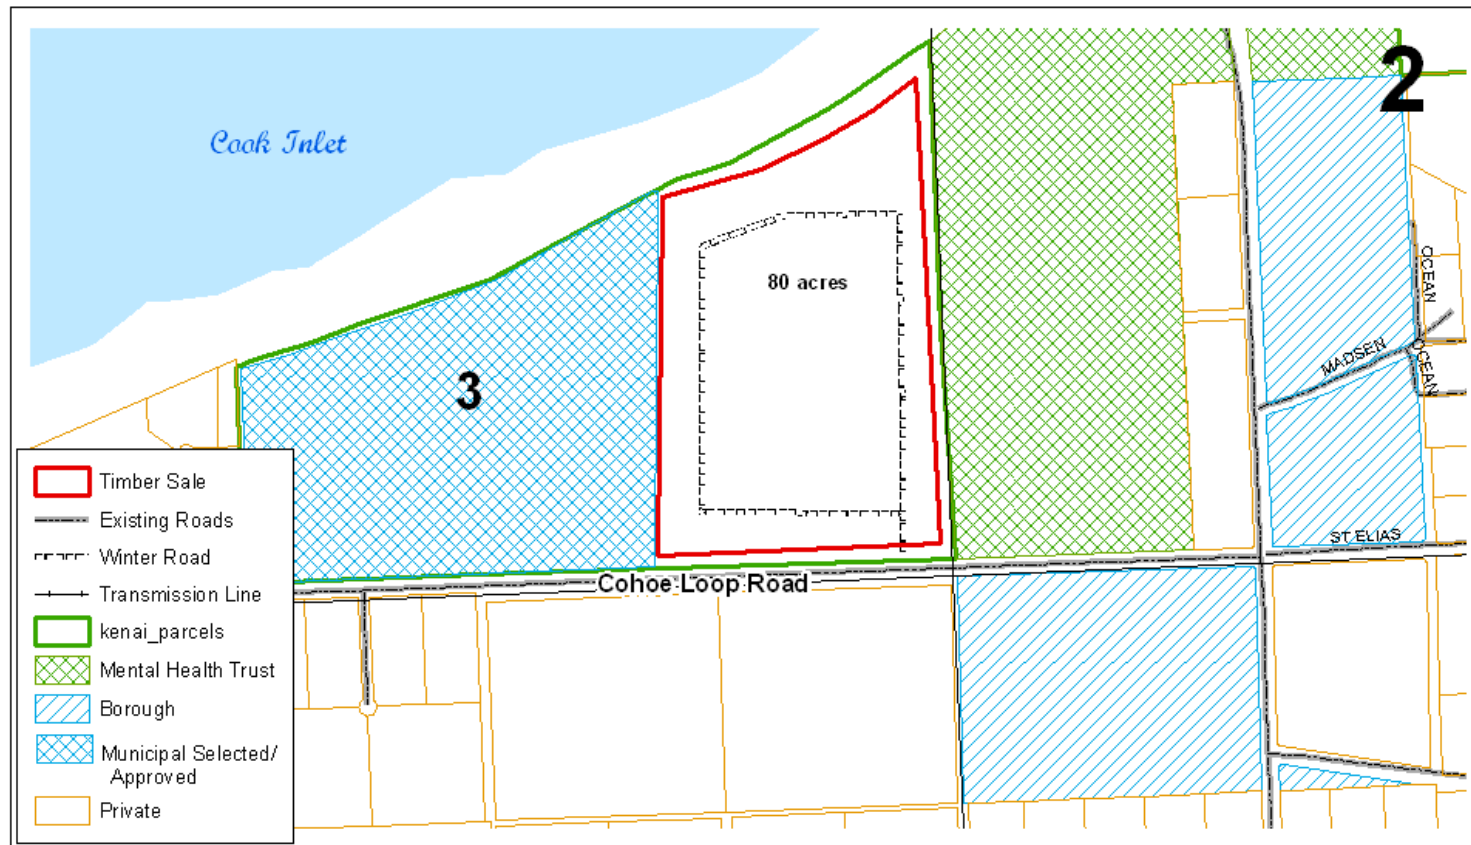 2
Cook Inlet
80 acres
OCEAN
MADSEN
OCEAN
3
ST ELIAS
Cohoe Loop Road
Timber Sale
Existing Roads
Winter Road
Transmission Line
kenai_parcels
Mental Health Trust
Borough
Municipal Selected/
Approved
Private